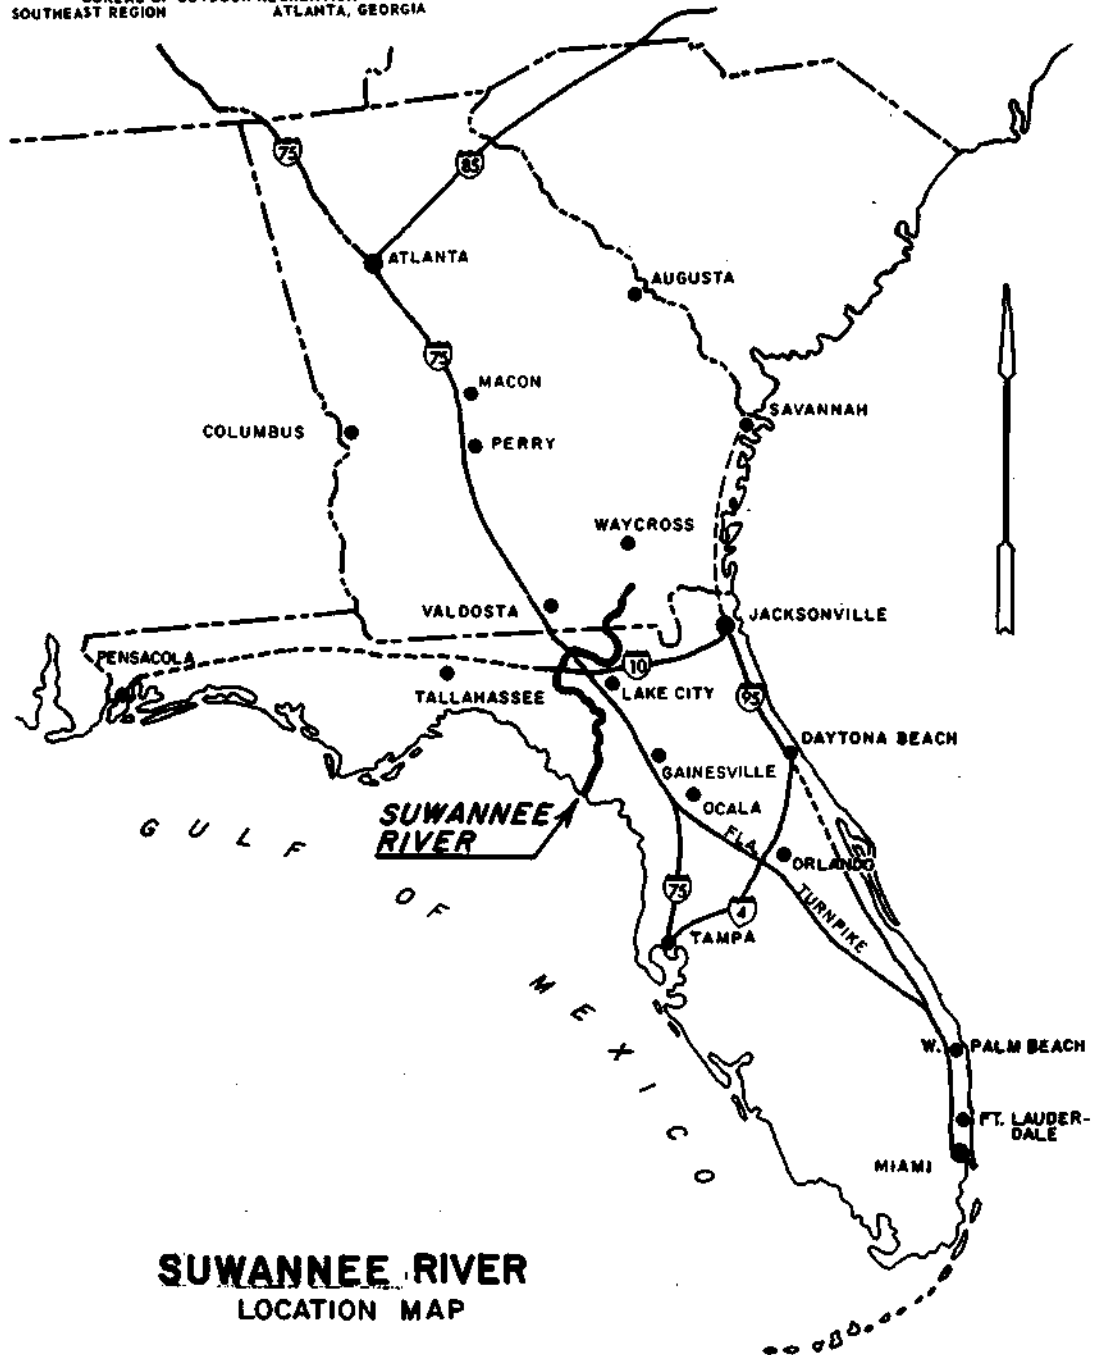 SOUTHEAST REGION ATLANTA, GEORGIA
75
85
ATLANTA
AUGUSTA
75
MACON
SAVANNAH
COLUMBUS
PERRY
WAYCROSS
VALDOSTA
JACKSONVILLE
PENSACOLA
10
TALLAHASSEE
LAKE CITY
95
DAYTONA BEACH
GAINESVILLE
OCALA
SUWANNEE
RIVER
GULF OF MEXICO
FLA. TURNPIKE
ORLANDO
75
4
TAMPA
W. PALM BEACH
FT. LAUDER-
DALE
MIAMI
SUWANNEE RIVER
LOCATION MAP